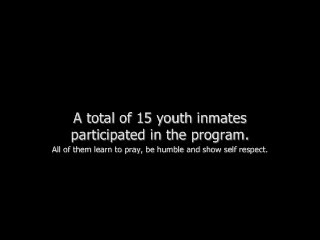 A total of 15 youth inmates
participated in the program.
All of them learn to pray, be humble and show self respect.